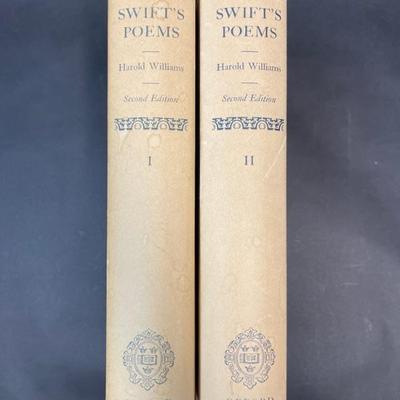 SWIFT'S
POEMS
Harold Williams
Second Edition
I
SWIFT'S
POEMS
Harold Williams
Second Edition
II